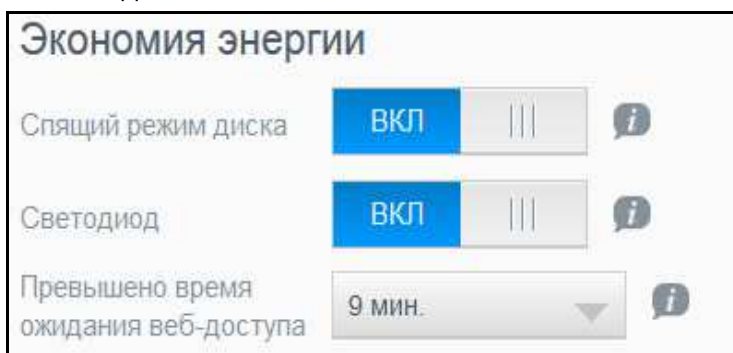 Экономия энергии
Спящий режим диска ВКЛ
Светодиод ВКЛ
Превышено время
ожидания веб-доступа 9 мин.